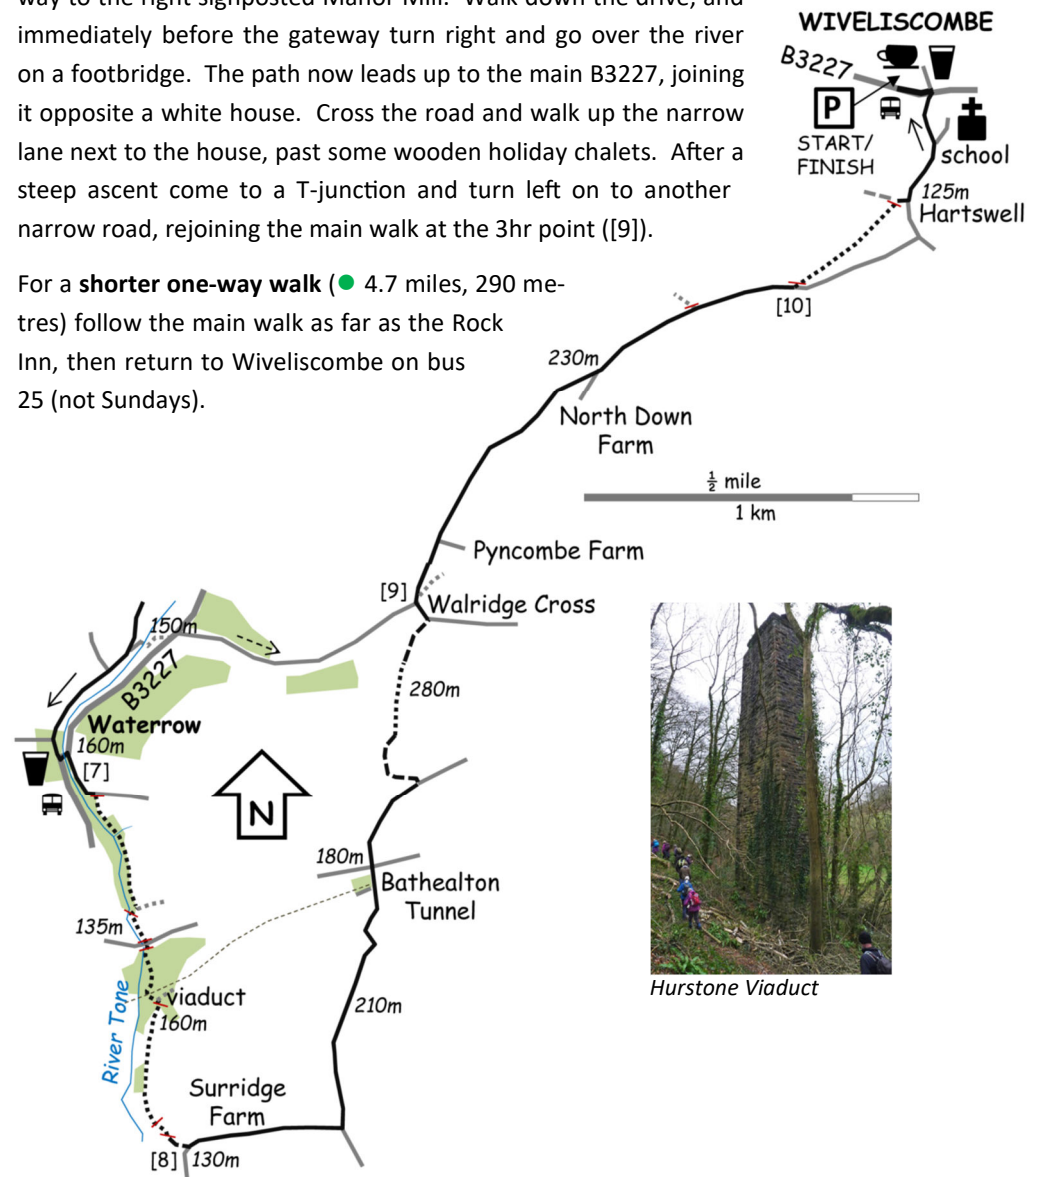 way to the right signposted Manor Mill. Walk down the drive, and
immediately before the gateway turn right and go over the river
on a footbridge. The path now leads up to the main B3227, joining
it opposite a white house. Cross the road and walk up the narrow
lane next to the house, past some wooden holiday chalets. After a
steep ascent come to a T-junction and turn left on to another
narrow road, rejoining the main walk at the 3hr point ([9]).
For a shorter one-way walk (● 4.7 miles, 290 me-
tres) follow the main walk as far as the Rock
Inn, then return to Wiveliscombe on bus
25 (not Sundays).
WIVELISCOMBE
B3227
P
START/
FINISH
school
125m
Hartswell
[10]
230m
North Down
Farm
½ mile
1 km
Pyncombe Farm
[9]
Walridge Cross
150m
B3227
280m
Waterrow
160m
[7]
N
180m
Bathealton
Tunnel
135m
viaduct
160m
210m
River Tone
Surridge
Farm
[8]
130m
Hurstone Viaduct